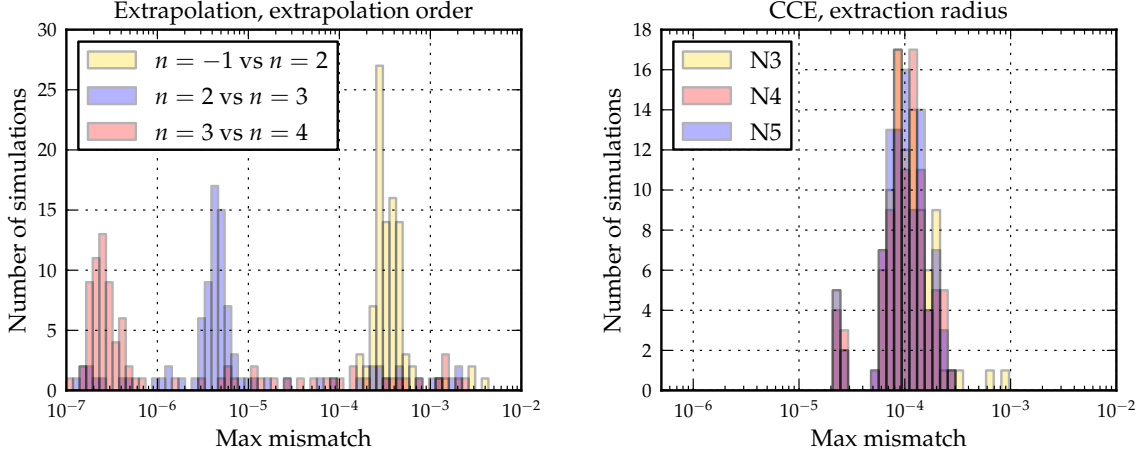 Extrapolation, extrapolation order
Number of simulations
30
25
20
15
10
5
0
n = −1 vs n = 2
n = 2 vs n = 3
n = 3 vs n = 4
10⁻⁷ 10⁻⁶ 10⁻⁵ 10⁻⁴ 10⁻³ 10⁻²
Max mismatch
CCE, extraction radius
Number of simulations
18
16
14
12
10
8
6
4
2
0
N3
N4
N5
10⁻⁶ 10⁻⁵ 10⁻⁴ 10⁻³ 10⁻²
Max mismatch